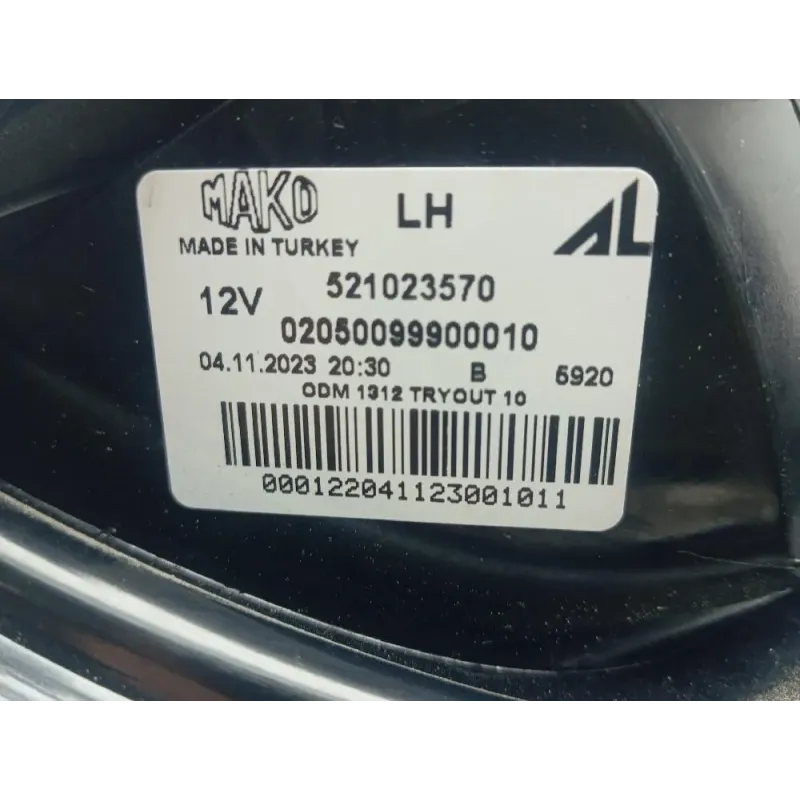 MAKO LH AL
MADE IN TURKEY
12V 521023570
02050099900010
04.11.2023 20:30 B 5920
ODM 1312 TRYOUT 10
000122041123001011